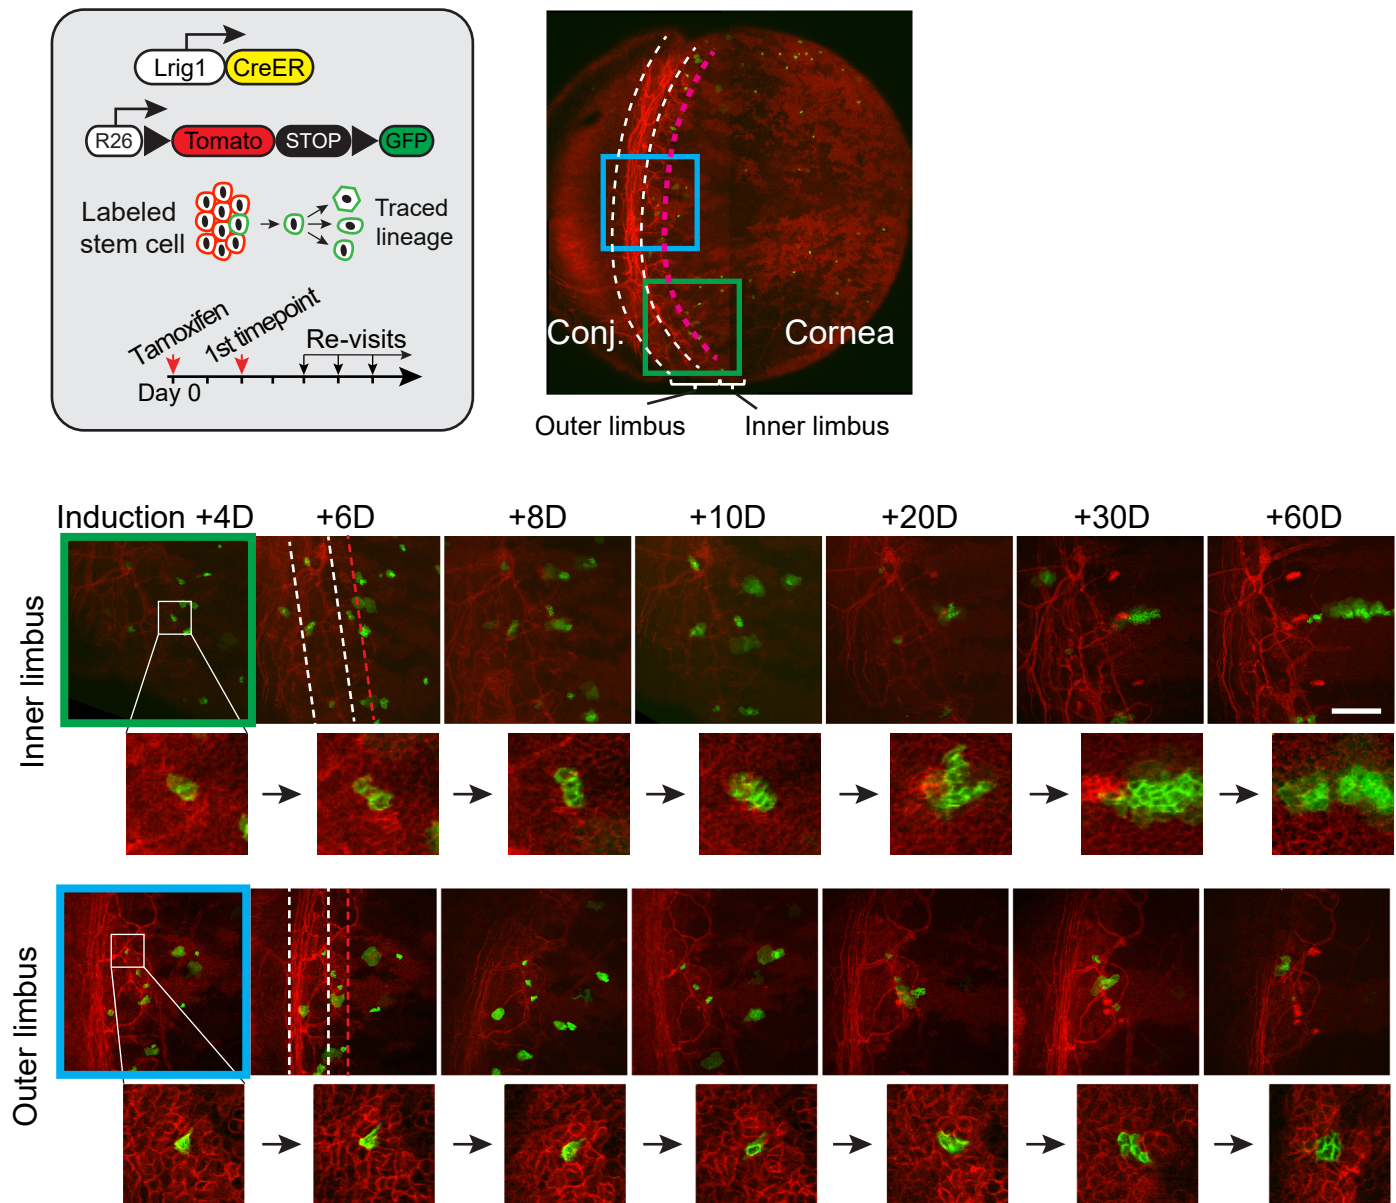 Lrig1 CreER
R26 Tomato STOP GFP
Labeled
stem cell
Traced
lineage
Tamoxifen
1st timepoint
Re-visits
Day 0
Conj.
Cornea
Outer limbus
Inner limbus
Induction +4D +6D +8D +10D +20D +30D +60D
Inner limbus
Outer limbus